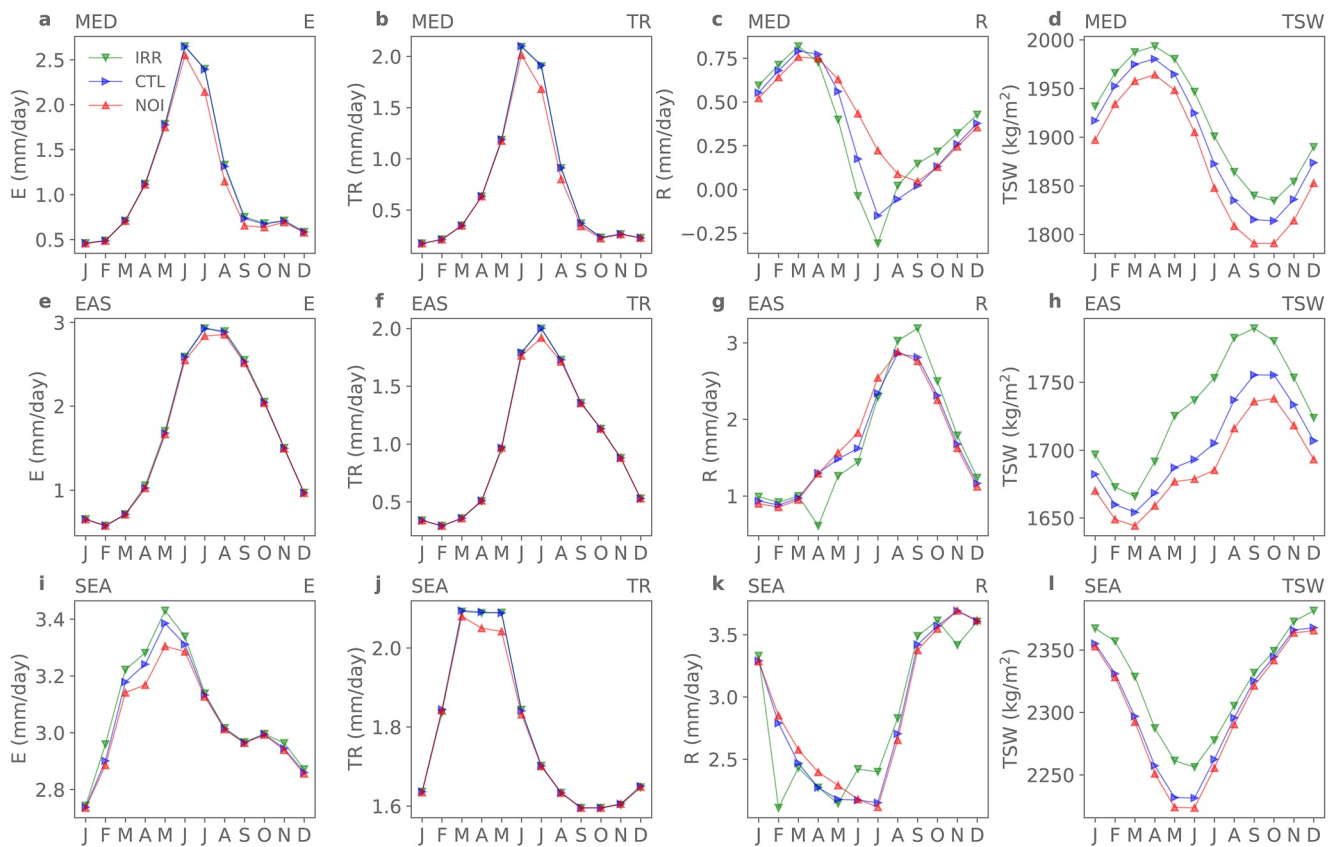 a MED E
b MED TR
c MED R
d MED TSW
E (mm/day)
2.5
2.0
1.5
1.0
0.5
IRR
CTL
NOI
J F M A M J J A S O N D
TR (mm/day)
2.0
1.5
1.0
0.5
J F M A M J J A S O N D
R (mm/day)
0.75
0.50
0.25
0.00
−0.25
J F M A M J J A S O N D
TSW (kg/m²)
2000
1950
1900
1850
1800
J F M A M J J A S O N D
e EAS E
f EAS TR
g EAS R
h EAS TSW
E (mm/day)
3
2
1
J F M A M J J A S O N D
TR (mm/day)
2.0
1.5
1.0
0.5
J F M A M J J A S O N D
R (mm/day)
3
2
1
J F M A M J J A S O N D
TSW (kg/m²)
1750
1700
1650
J F M A M J J A S O N D
i SEA E
j SEA TR
k SEA R
l SEA TSW
E (mm/day)
3.4
3.2
3.0
2.8
J F M A M J J A S O N D
TR (mm/day)
2.0
1.8
1.6
J F M A M J J A S O N D
R (mm/day)
3.5
3.0
2.5
J F M A M J J A S O N D
TSW (kg/m²)
2350
2300
2250
J F M A M J J A S O N D